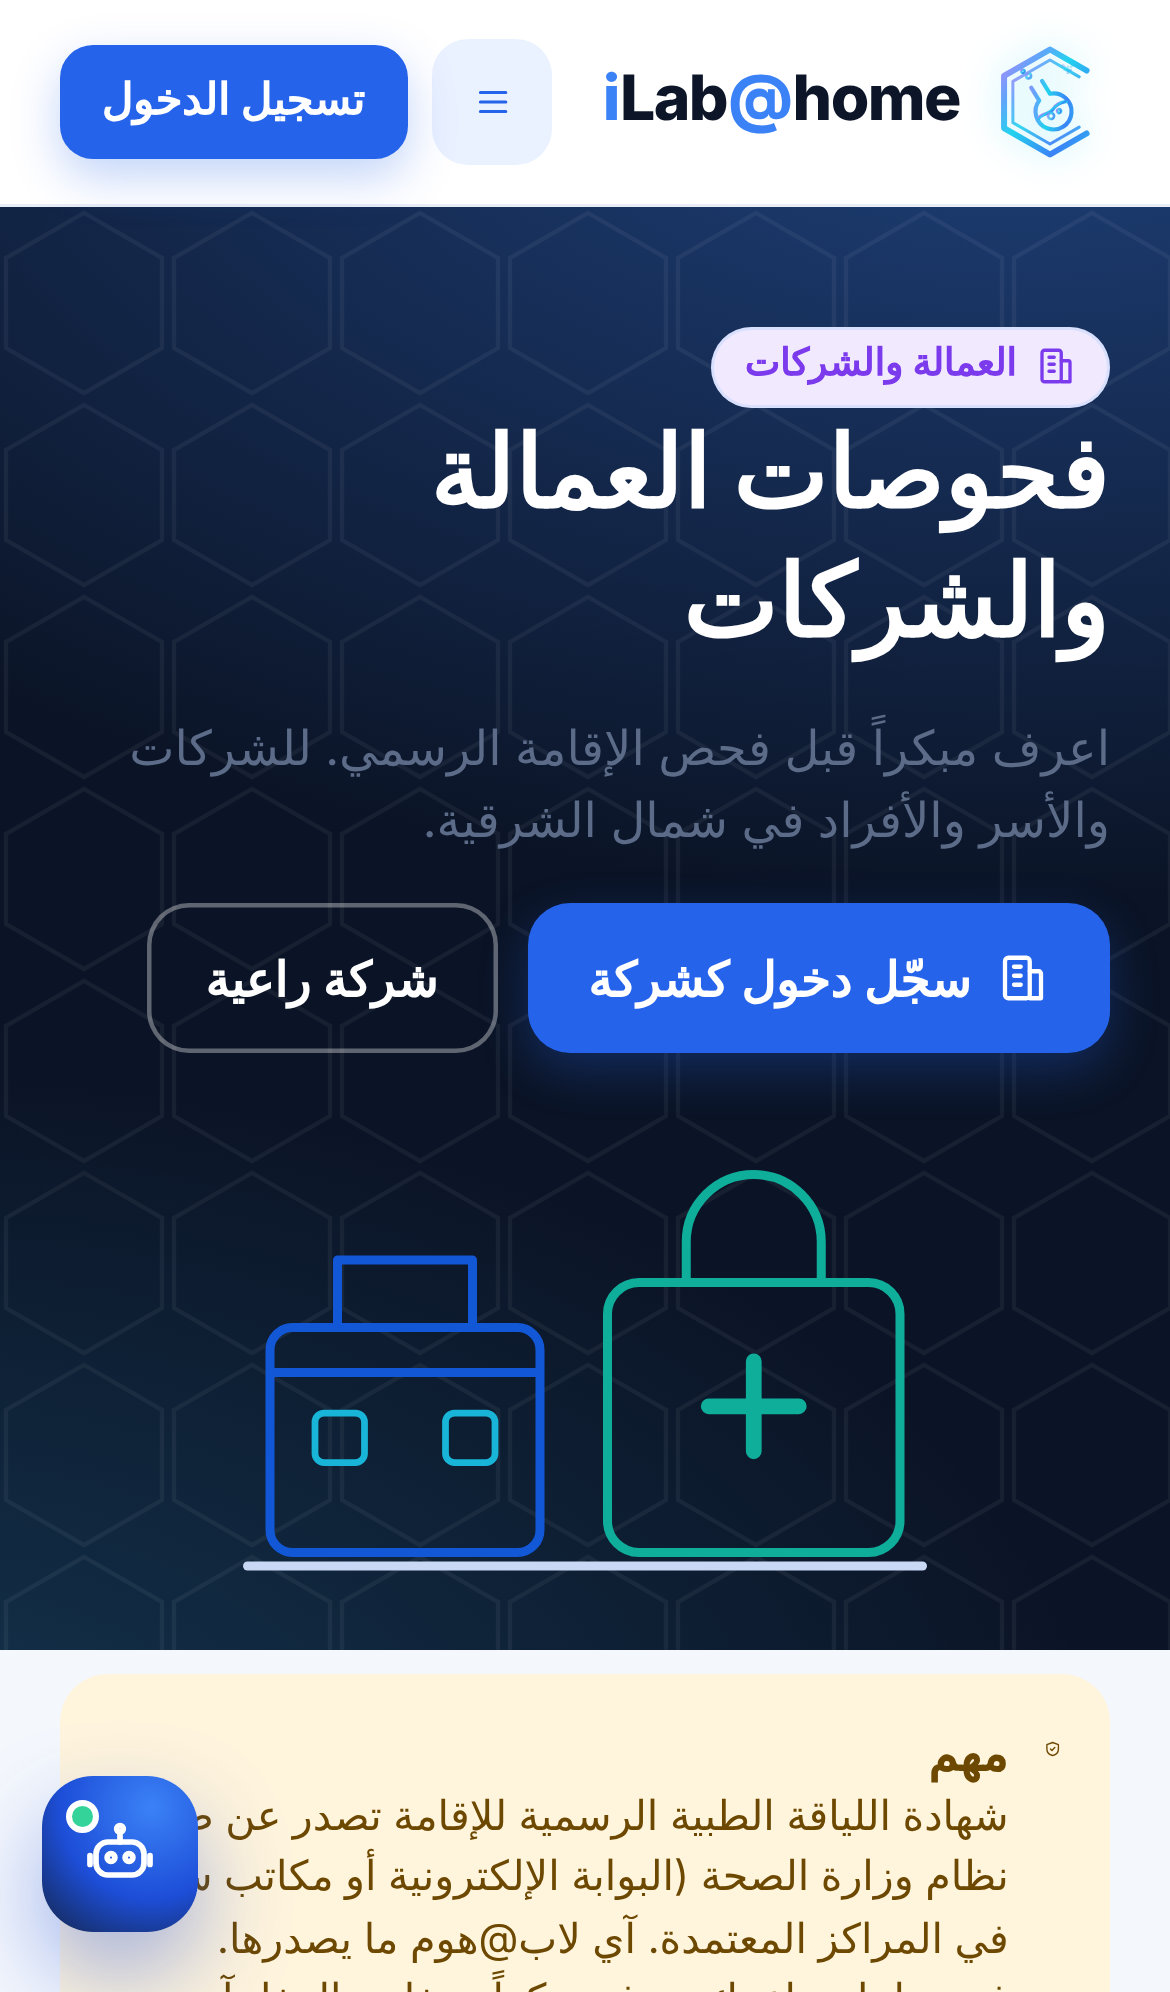 iLab@home
تسجيل الدخول
العمالة والشركات
فحوصات العمالة
والشركات
اعرف مبكراً قبل فحص الإقامة الرسمي. للشركات
والأسر والأفراد في شمال الشرقية.
سجّل دخول كشركة
شركة راعية
مهم
شهادة اللياقة الطبية الرسمية للإقامة تصدر عن
نظام وزارة الصحة (البوابة الإلكترونية أو مكاتب
في المراكز المعتمدة. آي لاب@هوم ما يصدرها.